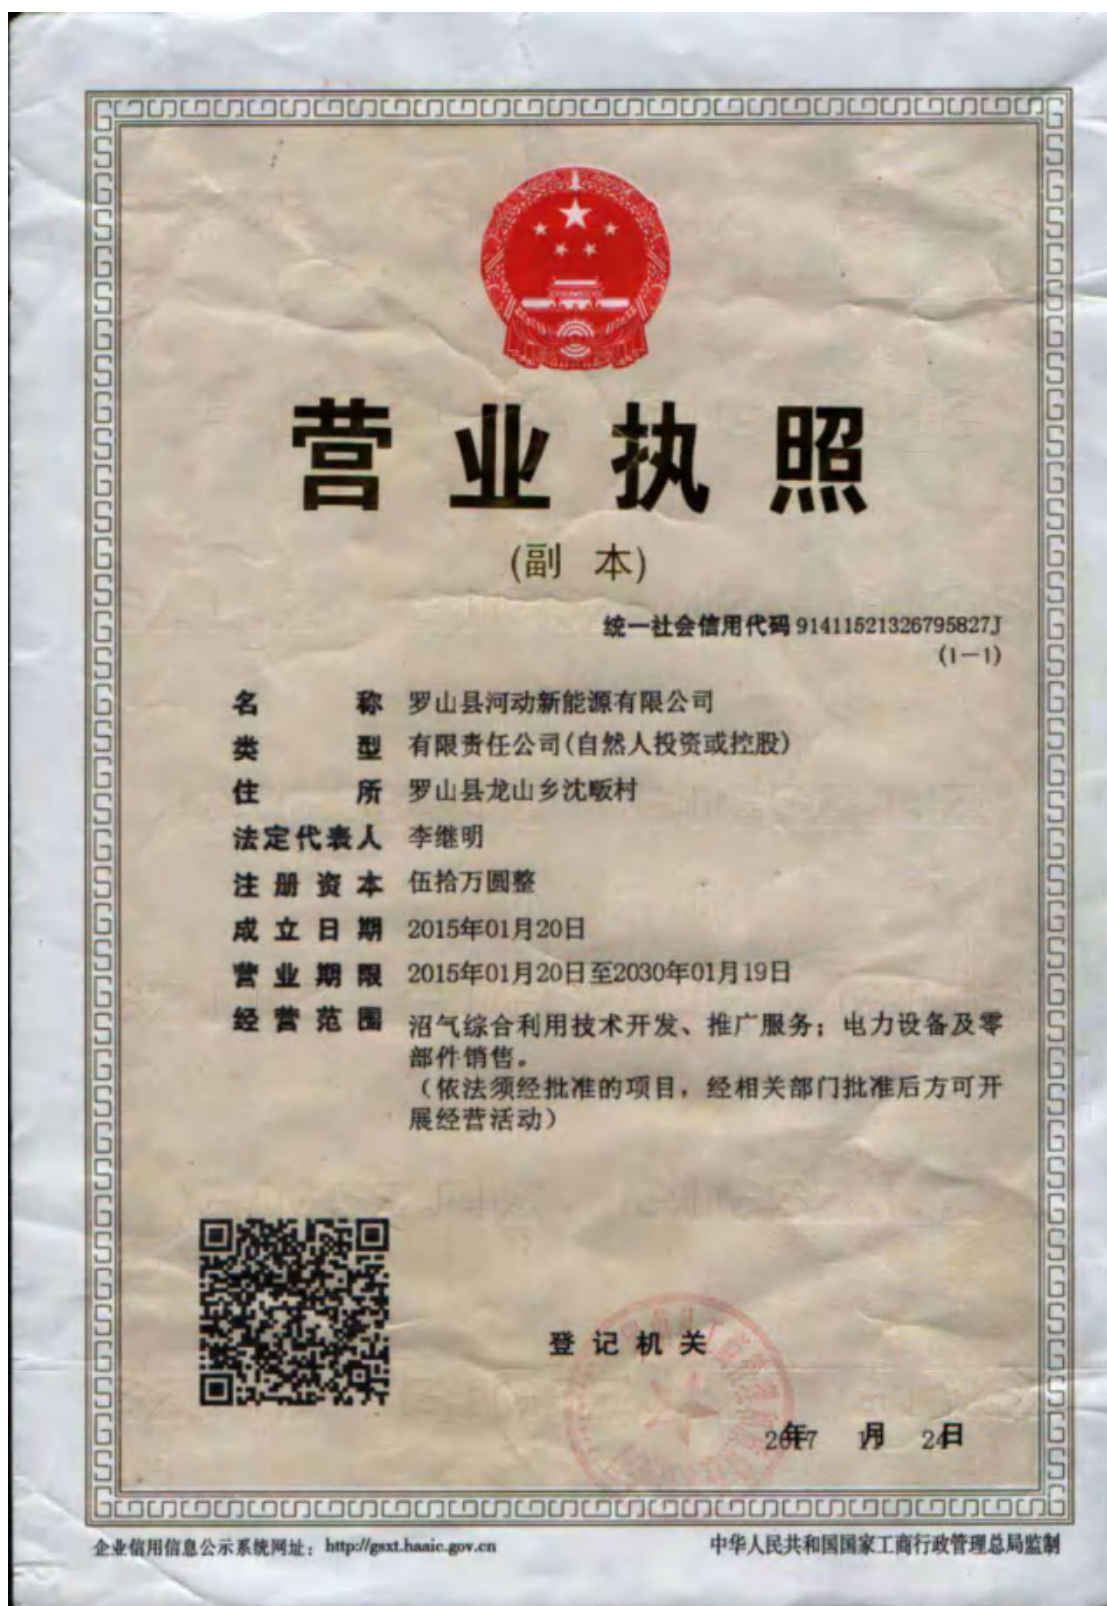 营业执照
(副 本)
统一社会信用代码 91411521326795827J
(1-1)
名称 罗山县河动新能源有限公司
类型 有限责任公司(自然人投资或控股)
住所 罗山县龙山乡沈畈村
法定代表人 李继明
注册资本 伍拾万圆整
成立日期 2015年01月20日
营业期限 2015年01月20日至2030年01月19日
经营范围 沼气综合利用技术开发、推广服务；电力设备及零
部件销售。
（依法须经批准的项目，经相关部门批准后方可开
展经营活动）
登记机关
年 月 24日
企业信用信息公示系统网址：http://gsxt.haaic.gov.cn
中华人民共和国国家工商行政管理总局监制